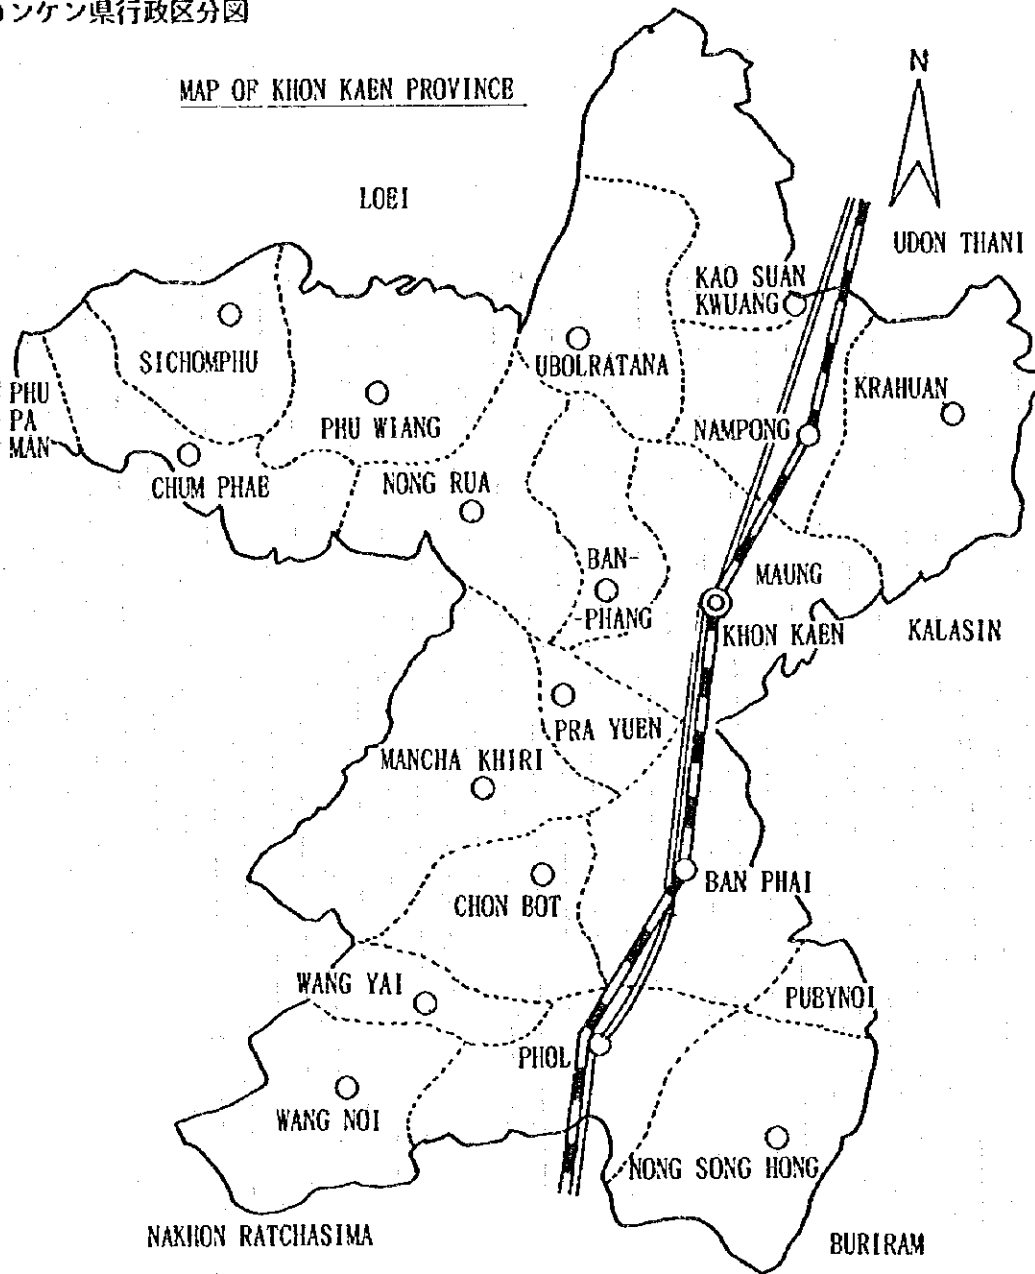 コンケン県行政区分図
MAP OF KHON KAEN PROVINCE
N
LOEI
UDON THANI
KAO SUAN
KWUANG
SICHOMPHU
UBOLRATANA
PHU
PA
MAN
KRAHUAN
PHU WIANG
NAMPONG
CHUM PHAE
NONG RUA
BAN-
-PHANG
MAUNG
KHON KAEN
KALASIN
PRA YUEN
MANCHA KHIRI
BAN PHAI
CHON BOT
WANG YAI
PUBYNOI
PHOL
WANG NOI
NONG SONG HONG
NAKHON RATCHASIMA
BURIRAM